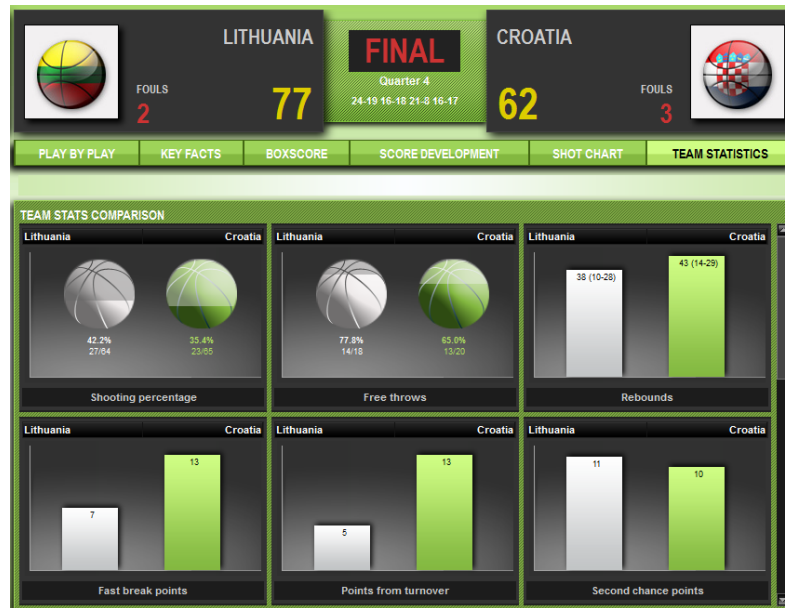 LITHUANIA
FOULS
2
77
FINAL
Quarter 4
24-19 16-18 21-8 16-17
CROATIA
62
FOULS
3
PLAY BY PLAY
KEY FACTS
BOXSCORE
SCORE DEVELOPMENT
SHOT CHART
TEAM STATISTICS
TEAM STATS COMPARISON
Lithuania Croatia
42.2% 35.4%
27/64 23/65
Shooting percentage
Lithuania Croatia
77.8% 65.0%
14/18 13/20
Free throws
Lithuania Croatia
38 (10-28) 43 (14-29)
Rebounds
Lithuania Croatia
7 13
Fast break points
Lithuania Croatia
5 13
Points from turnover
Lithuania Croatia
11 10
Second chance points